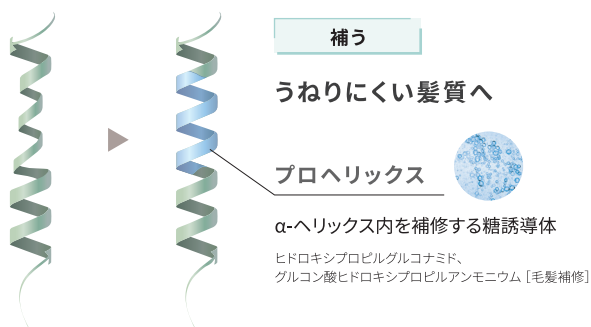 補う
うねりにくい髪質へ
プロヘリックス
α-ヘリックス内を補修する糖誘導体
ヒドロキシプロピルグルコナミド、
グルコン酸ヒドロキシプロピルアンモニウム［毛髪補修］